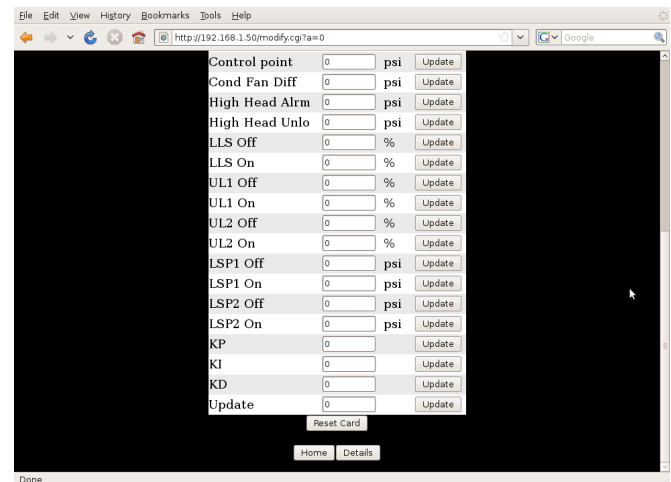 File Edit View History Bookmarks Tools Help
http://192.168.1.50/modify.cgi?a=0 G Google
Control point 0 psi Update
Cond Fan Diff 0 psi Update
High Head Alrm 0 psi Update
High Head Unlo 0 psi Update
LLS Off 0 % Update
LLS On 0 % Update
UL1 Off 0 % Update
UL1 On 0 % Update
UL2 Off 0 % Update
UL2 On 0 % Update
LSP1 Off 0 psi Update
LSP1 On 0 psi Update
LSP2 Off 0 psi Update
LSP2 On 0 psi Update
KP 0 Update
KI 0 Update
KD 0 Update
Update 0 Update
Reset Card
Home Details
Done